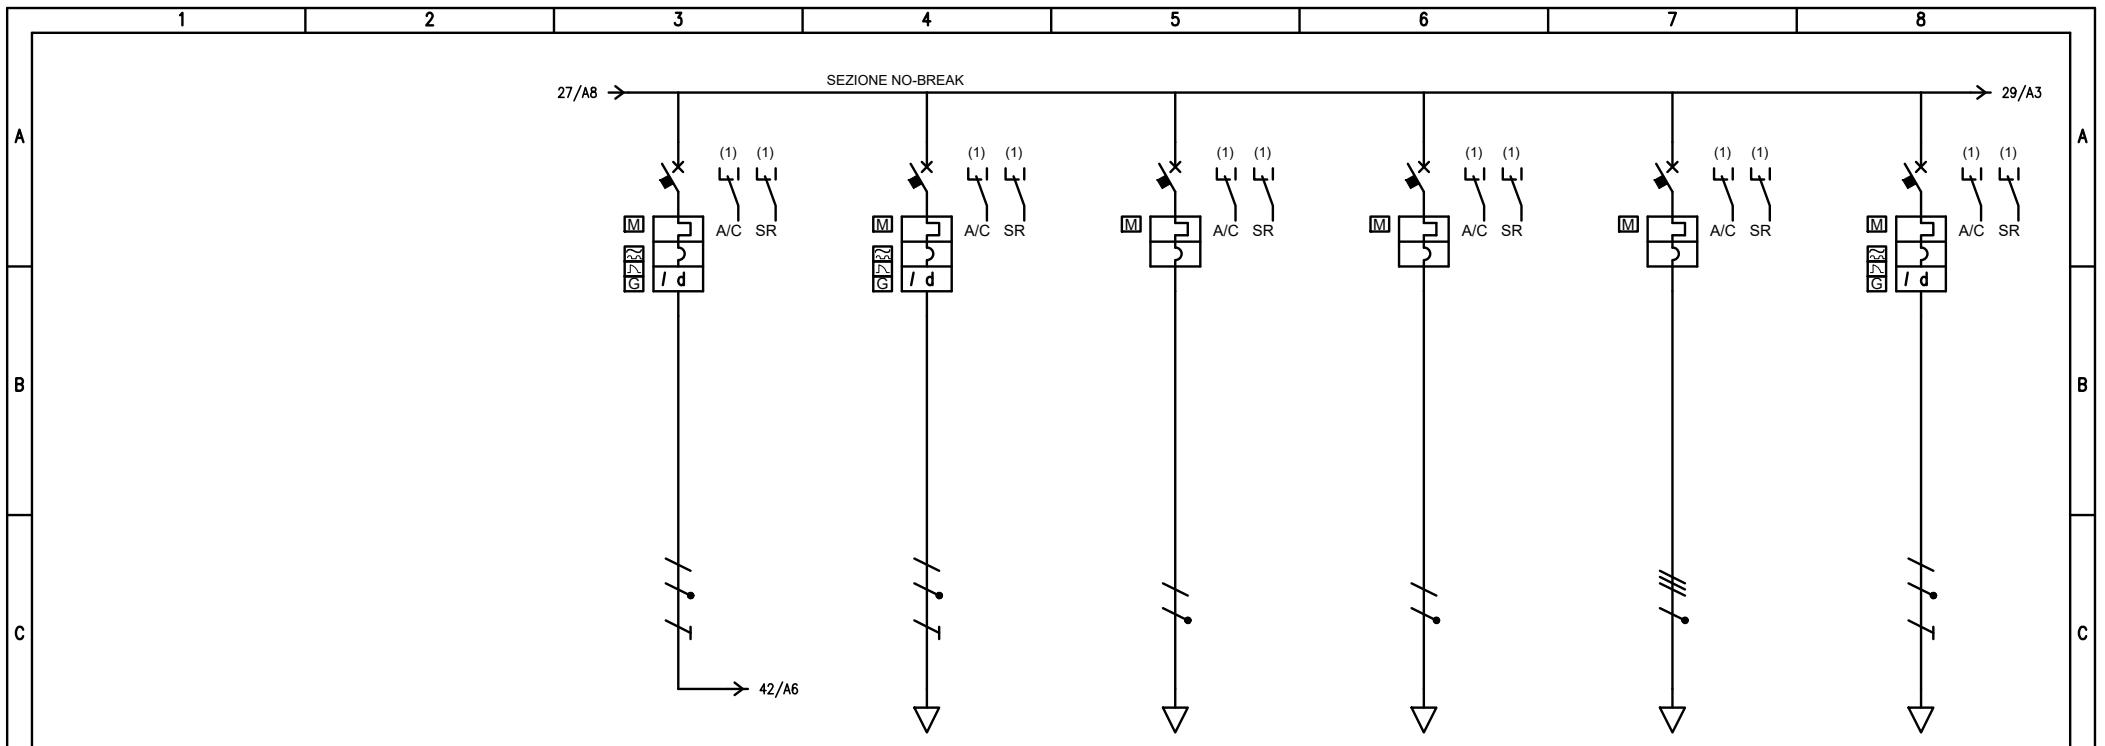 1 2 3 4 5 6 7 8
SEZIONE NO-BREAK
27/A8 29/A3
A A
(1) (1) (1) (1) (1) (1) (1) (1) (1) (1) (1) (1)
M A/C SR M A/C SR M A/C SR M A/C SR M A/C SR M A/C SR
G I d G I d G I d
B B
C C
42/A6